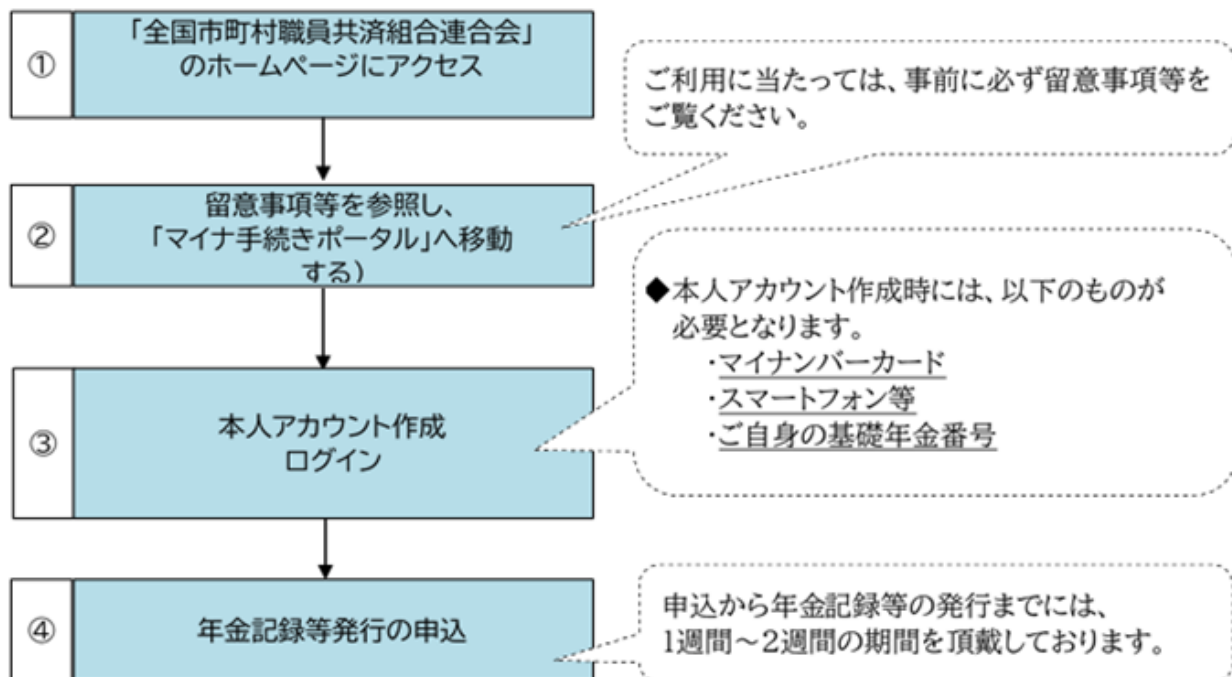 ①
「全国市町村職員共済組合連合会」
のホームページにアクセス
ご利用に当たっては、事前に必ず留意事項等を
ご覧ください。
②
留意事項等を参照し、
「マイナ手続きポータル」へ移動
する）
◆本人アカウント作成時には、以下のものが
必要となります。
・マイナンバーカード
・スマートフォン等
・ご自身の基礎年金番号
③
本人アカウント作成
ログイン
④
年金記録等発行の申込
申込から年金記録等の発行までには、
1週間～2週間の期間を頂戴しております。